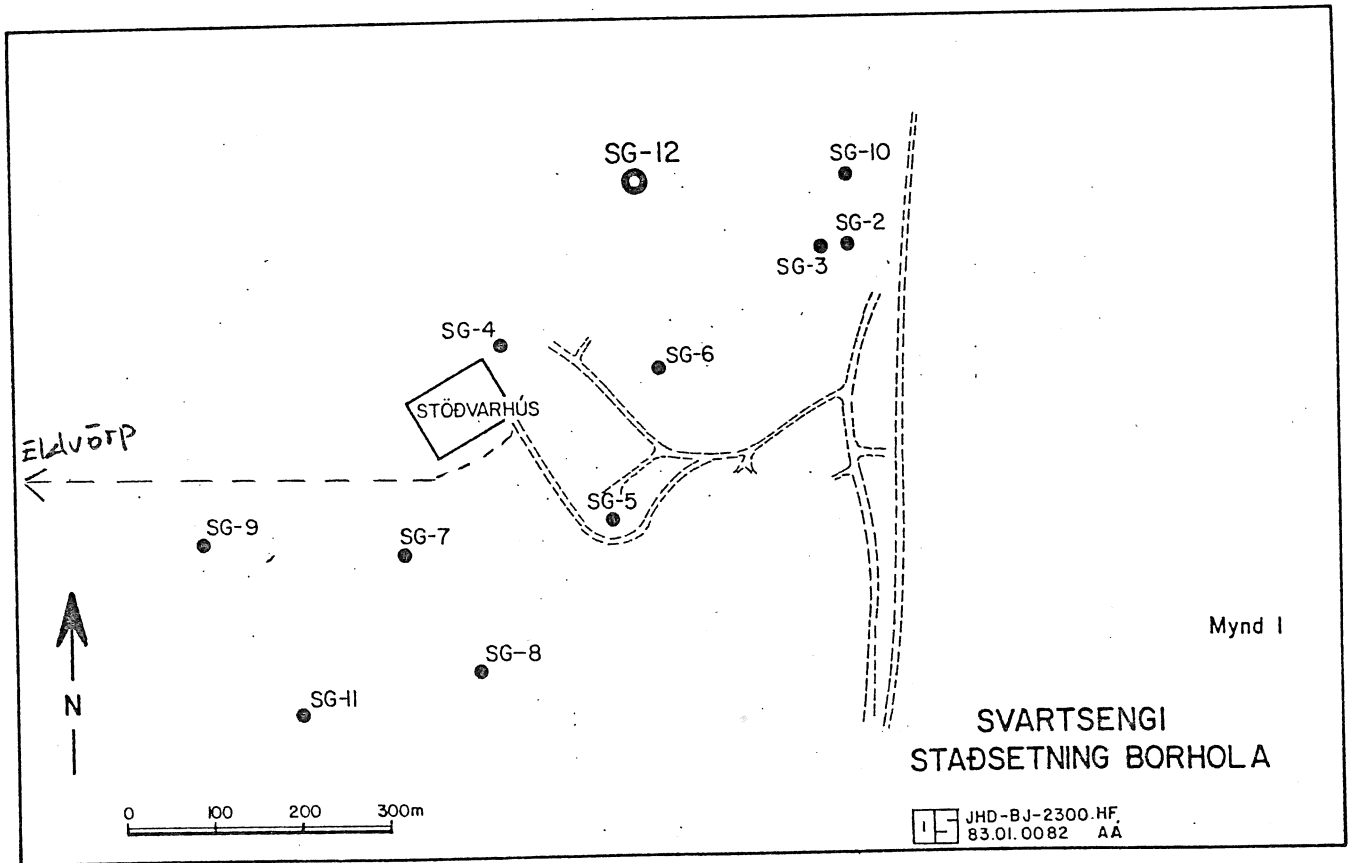 SG-12
SG-10
SG-2
SG-3
SG-4
SG-6
STÖÐVARHÚS
Eldvörp
SG-5
SG-9
SG-7
Mynd 1
SG-8
N
SG-11
SVARTSENGI
STAÐSETNING BORHOLA
0 100 200 300m
JHD-BJ-2300.HF.
83.01.0082 AÁ